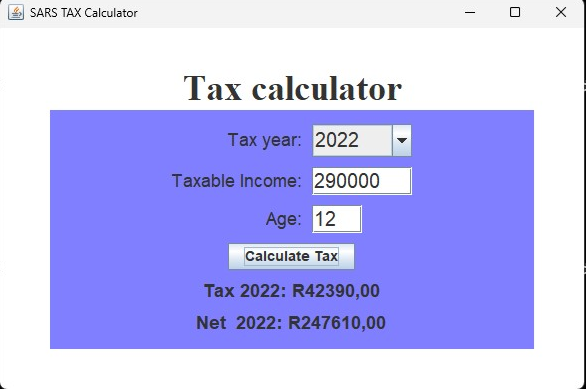 SARS TAX Calculator
Tax calculator
Tax year: 2022
Taxable Income: 290000
Age: 12
Calculate Tax
Tax 2022: R42390,00
Net  2022: R247610,00